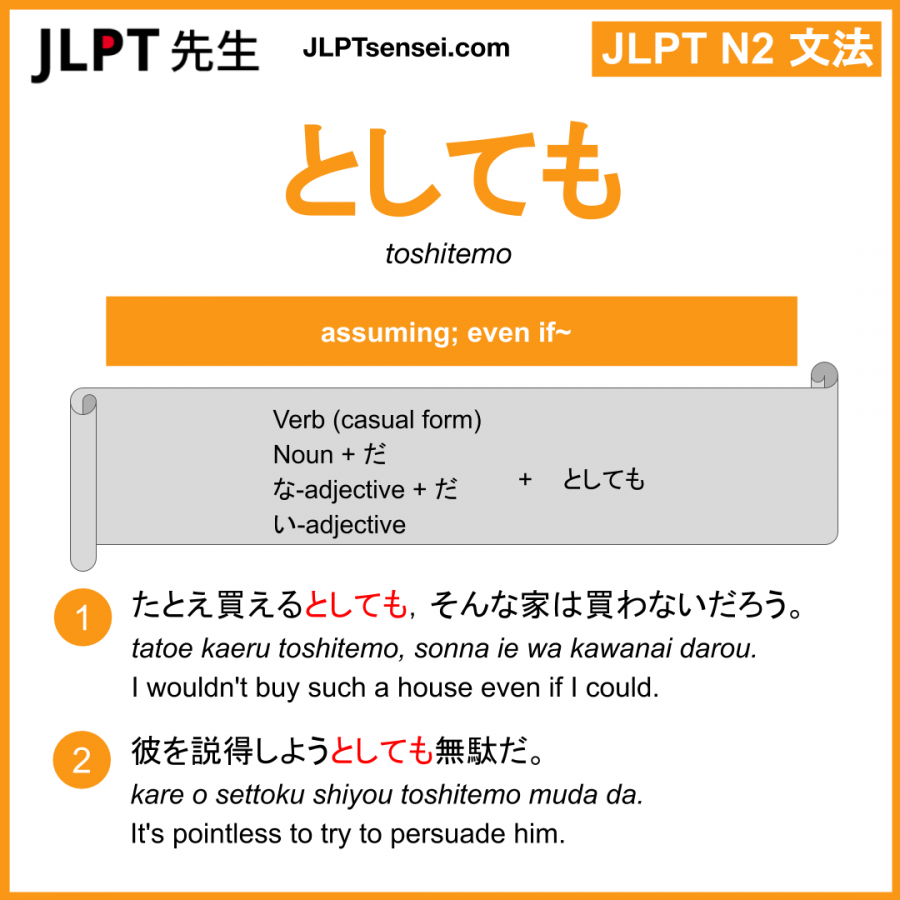 JLPT 先生
JLPTsensei.com
JLPT N2 文法
としても
toshitemo
assuming; even if~
Verb (casual form)
Noun + だ
な-adjective + だ
い-adjective
+ としても
1
たとえ買えるとしても, そんな家は買わないだろう。
tatoe kaeru toshitemo, sonna ie wa kawanai darou.
I wouldn't buy such a house even if I could.
2
彼を説得しようとしても無駄だ。
kare o settoku shiyou toshitemo muda da.
It's pointless to try to persuade him.